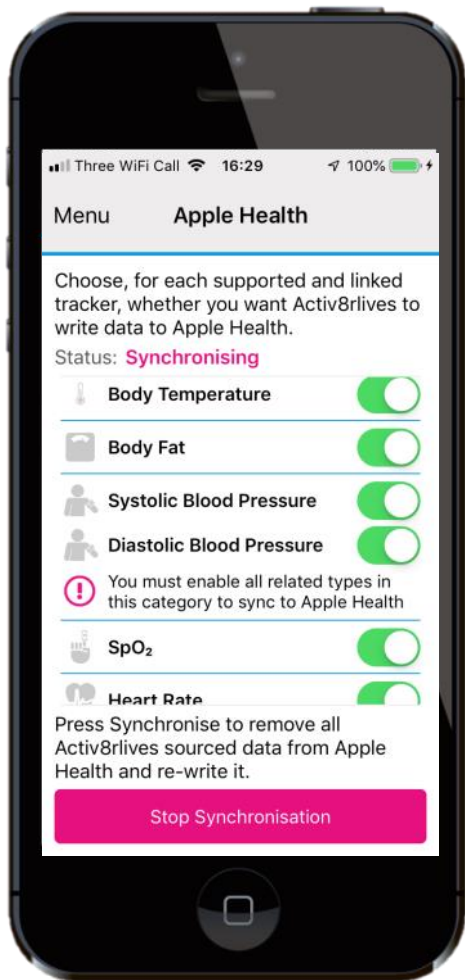 Three WiFi Call 16:29 100%
Menu Apple Health
Choose, for each supported and linked
tracker, whether you want Activ8rlives to
write data to Apple Health.
Status: Synchronising
Body Temperature
Body Fat
Systolic Blood Pressure
Diastolic Blood Pressure
You must enable all related types in
this category to sync to Apple Health
SpO₂
Heart Rate
Press Synchronise to remove all
Activ8rlives sourced data from Apple
Health and re-write it.
Stop Synchronisation